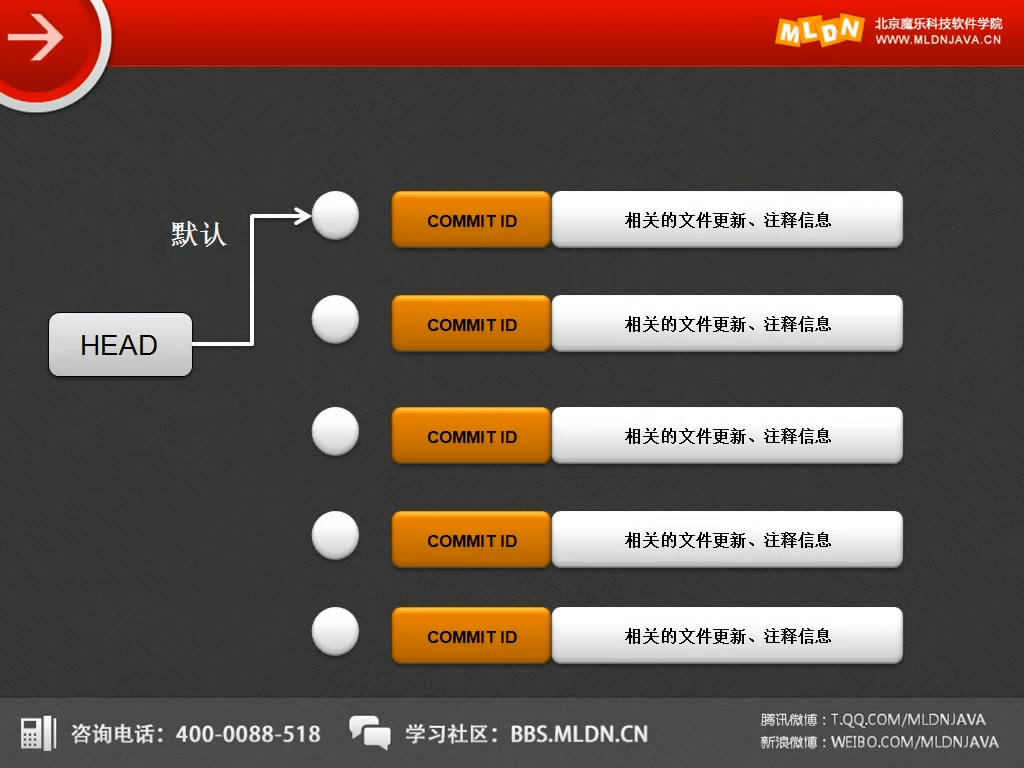 MLDN
北京魔乐科技软件学院
WWW.MLDNJAVA.CN
默认
HEAD
COMMIT ID 相关的文件更新、注释信息
COMMIT ID 相关的文件更新、注释信息
COMMIT ID 相关的文件更新、注释信息
COMMIT ID 相关的文件更新、注释信息
COMMIT ID 相关的文件更新、注释信息
咨询电话：400-0088-518 学习社区：BBS.MLDN.CN
腾讯微博：T.QQ.COM/MLDNJAVA
新浪微博：WEIBO.COM/MLDNJAVA